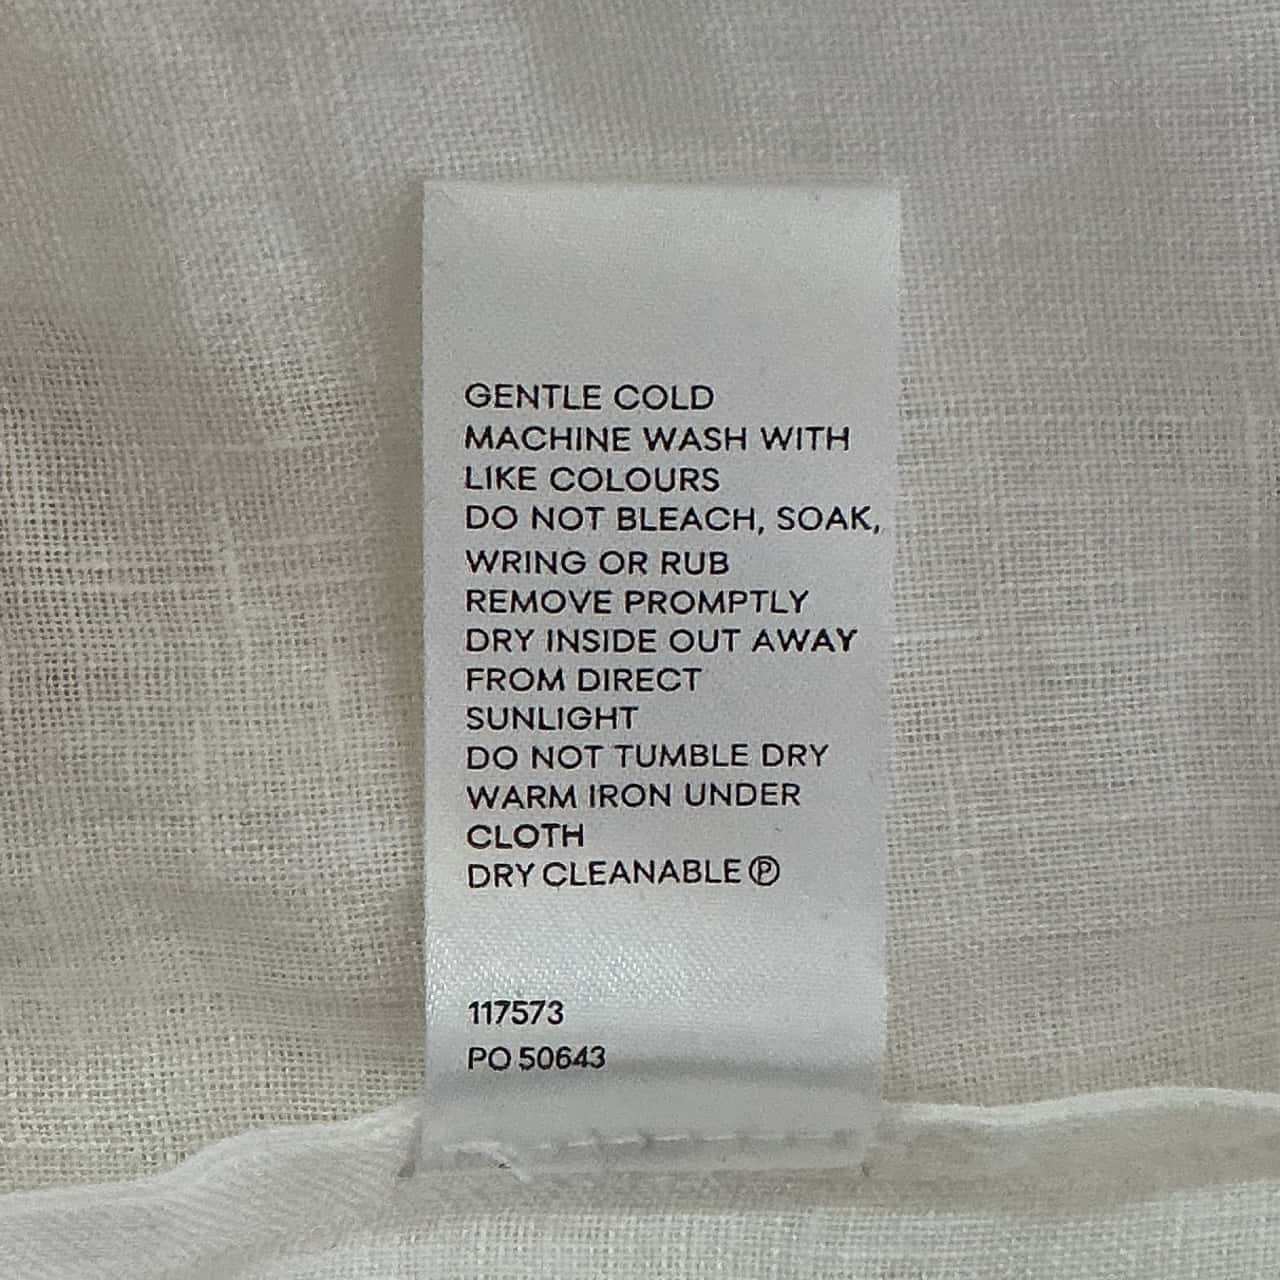 GENTLE COLD
MACHINE WASH WITH
LIKE COLOURS
DO NOT BLEACH, SOAK,
WRING OR RUB
REMOVE PROMPTLY
DRY INSIDE OUT AWAY
FROM DIRECT
SUNLIGHT
DO NOT TUMBLE DRY
WARM IRON UNDER
CLOTH
DRY CLEANABLE Ⓟ
117573
PO 50643